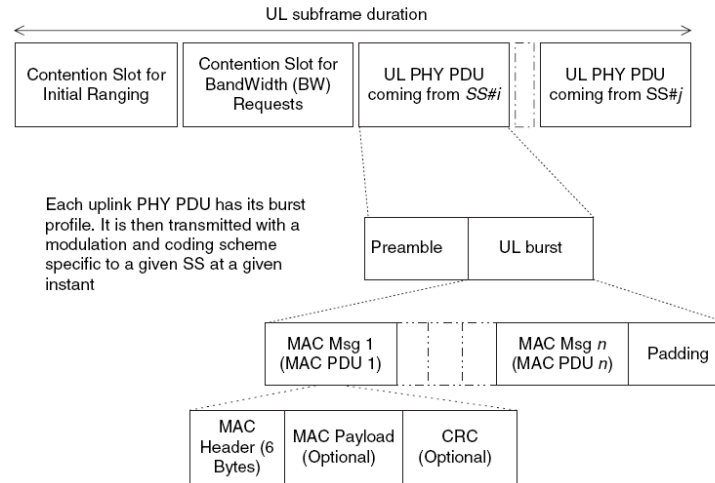 UL subframe duration
Contention Slot for
Initial Ranging
Contention Slot for
BandWidth (BW)
Requests
UL PHY PDU
coming from SS#i
UL PHY PDU
coming from SS#j
Each uplink PHY PDU has its burst
profile. It is then transmitted with a
modulation and coding scheme
specific to a given SS at a given
instant
Preamble
UL burst
MAC Msg 1
(MAC PDU 1)
MAC Msg n
(MAC PDU n)
Padding
MAC
Header (6
Bytes)
MAC Payload
(Optional)
CRC
(Optional)